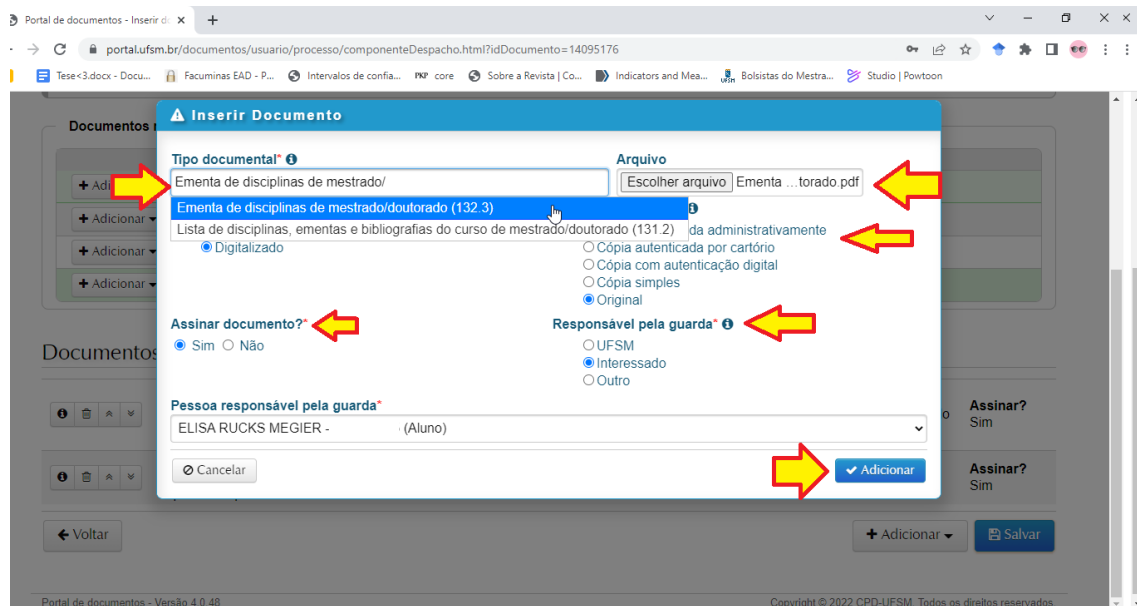 Portal de documentos - Inserir do
portal.ufsm.br/documentos/usuario/processo/componenteDespacho.html?idDocumento=14095176
Tese<3.docx - Docu... Facuminas EAD - P... Intervalos de confia... PKP core Sobre a Revista | Co... Indicators and Mea... Bolsistas do Mestra... Studio | Powtoon
Documentos
Inserir Documento
Tipo documental* Arquivo
Ementa de disciplinas de mestrado/ Escolher arquivo Ementa ...torado.pdf
Adi
Ementa de disciplinas de mestrado/doutorado (132.3)
Adicionar
Lista de disciplinas, ementas e bibliografias do curso de mestrado/doutorado (131.2) da administrativamente
Adicionar Digitalizado Cópia autenticada por cartório
Cópia com autenticação digital
Adicionar Cópia simples
Original
Assinar documento?* Responsável pela guarda*
Sim Não UFSM
Documentos
Interessado
Outro
Pessoa responsável pela guarda*
Assinar?
ELISA RUCKS MEGIER - (Aluno)
o Sim
Cancelar Adicionar
Assinar?
Sim
Voltar Adicionar Salvar
Portal de documentos - Versão 4.0.48 Copyright © 2022 CPD-UFSM. Todos os direitos reservados.